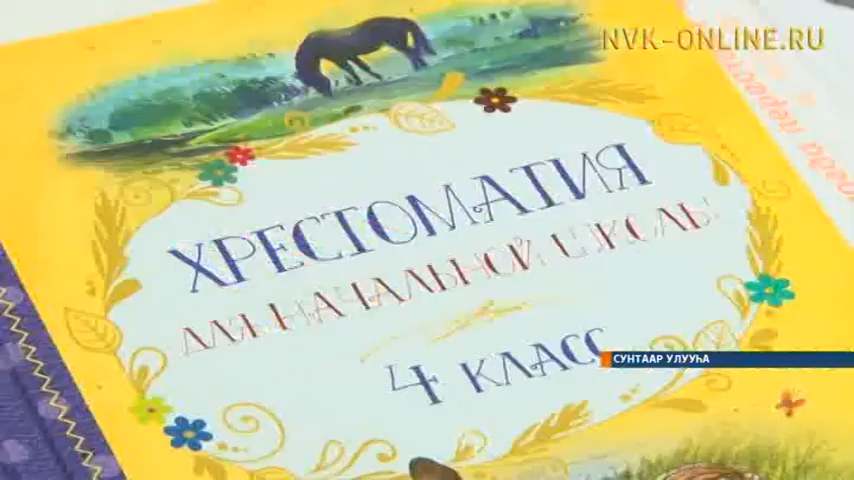 NVK-ONLINE.RU
ХРЕСТОМАТИЯ
ДЛЯ НАЧАЛЬНОЙ ШКОЛЫ
4 КЛАСС
СУНТААР УЛУУҺА